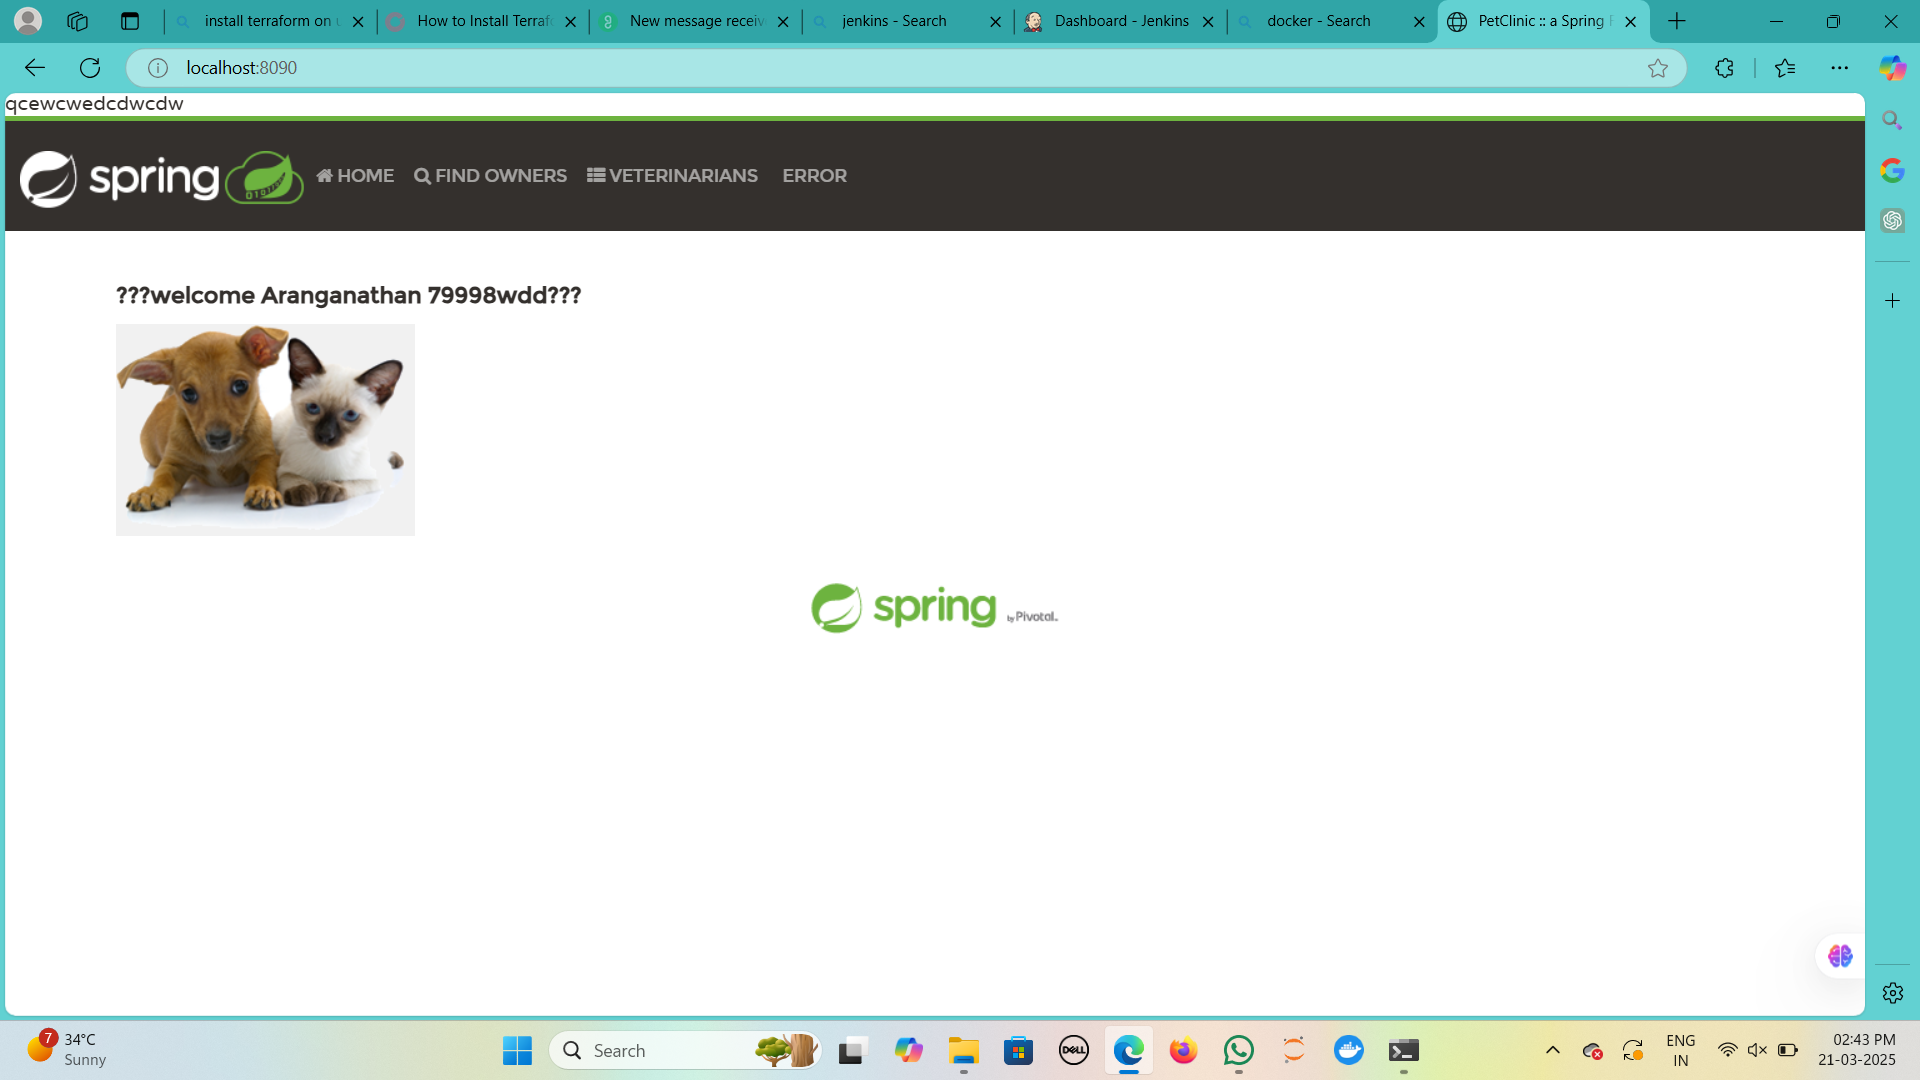 install terraform on u
How to Install Terrafo
New message receiv
jenkins - Search
Dashboard - Jenkins
docker - Search
PetClinic :: a Spring F
localhost:8090
qcewcwedcdwcdw
spring
HOME
FIND OWNERS
VETERINARIANS
ERROR
???welcome Aranganathan 79998wdd???
spring by Pivotal.
7
34°C
Sunny
Search
DELL
ENG
IN
02:43 PM
21-03-2025